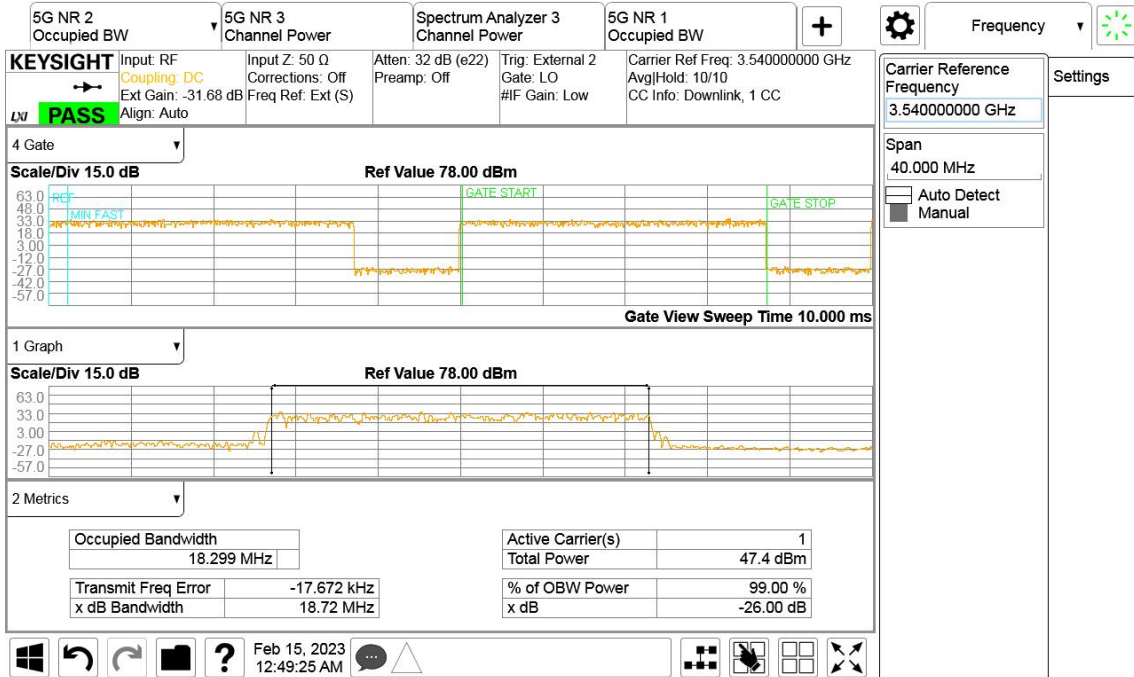 5G NR 2
Occupied BW
5G NR 3
Channel Power
Spectrum Analyzer 3
Channel Power
5G NR 1
Occupied BW
Frequency
KEYSIGHT
LXI PASS
Input: RF
Coupling: DC
Ext Gain: -31.68 dB
Align: Auto
Input Z: 50 Ω
Corrections: Off
Freq Ref: Ext (S)
Atten: 32 dB (e22)
Preamp: Off
Trig: External 2
Gate: LO
#IF Gain: Low
Carrier Ref Freq: 3.540000000 GHz
Avg|Hold: 10/10
CC Info: Downlink, 1 CC
Carrier Reference
Frequency
3.540000000 GHz
Settings
Span
40.000 MHz
Auto Detect
Manual
4 Gate
Scale/Div 15.0 dB
Ref Value 78.00 dBm
63.0
48.0
33.0
18.0
3.00
-12.0
-27.0
-42.0
-57.0
REF
MIN FAST
GATE START
GATE STOP
Gate View Sweep Time 10.000 ms
1 Graph
Scale/Div 15.0 dB
Ref Value 78.00 dBm
63.0
33.0
3.00
-27.0
-57.0
2 Metrics
Occupied Bandwidth
18.299 MHz
Transmit Freq Error -17.672 kHz
x dB Bandwidth 18.72 MHz
Active Carrier(s) 1
Total Power 47.4 dBm
% of OBW Power 99.00 %
x dB -26.00 dB
Feb 15, 2023
12:49:25 AM